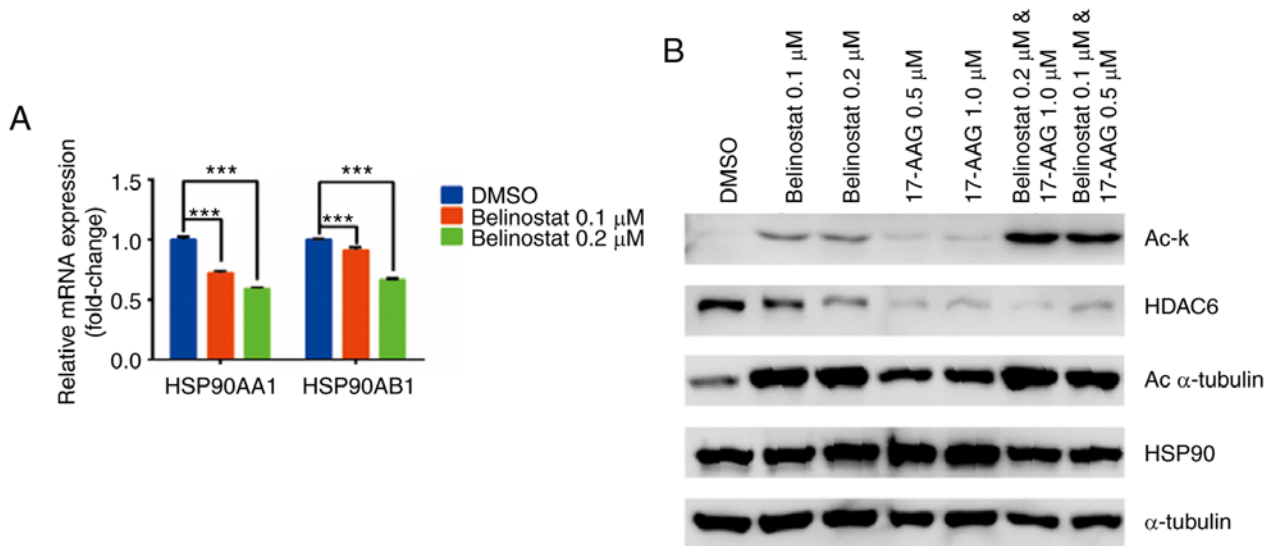 A
Relative mRNA expression
(fold-change)
1.5
1.0
0.5
0.0
***
***
***
***
HSP90AA1
HSP90AB1
DMSO
Belinostat 0.1 μM
Belinostat 0.2 μM
B
DMSO
Belinostat 0.1 μM
Belinostat 0.2 μM
17-AAG 0.5 μM
17-AAG 1.0 μM
Belinostat 0.2 μM &
17-AAG 1.0 μM
Belinostat 0.1 μM &
17-AAG 0.5 μM
Ac-k
HDAC6
Ac α-tubulin
HSP90
α-tubulin